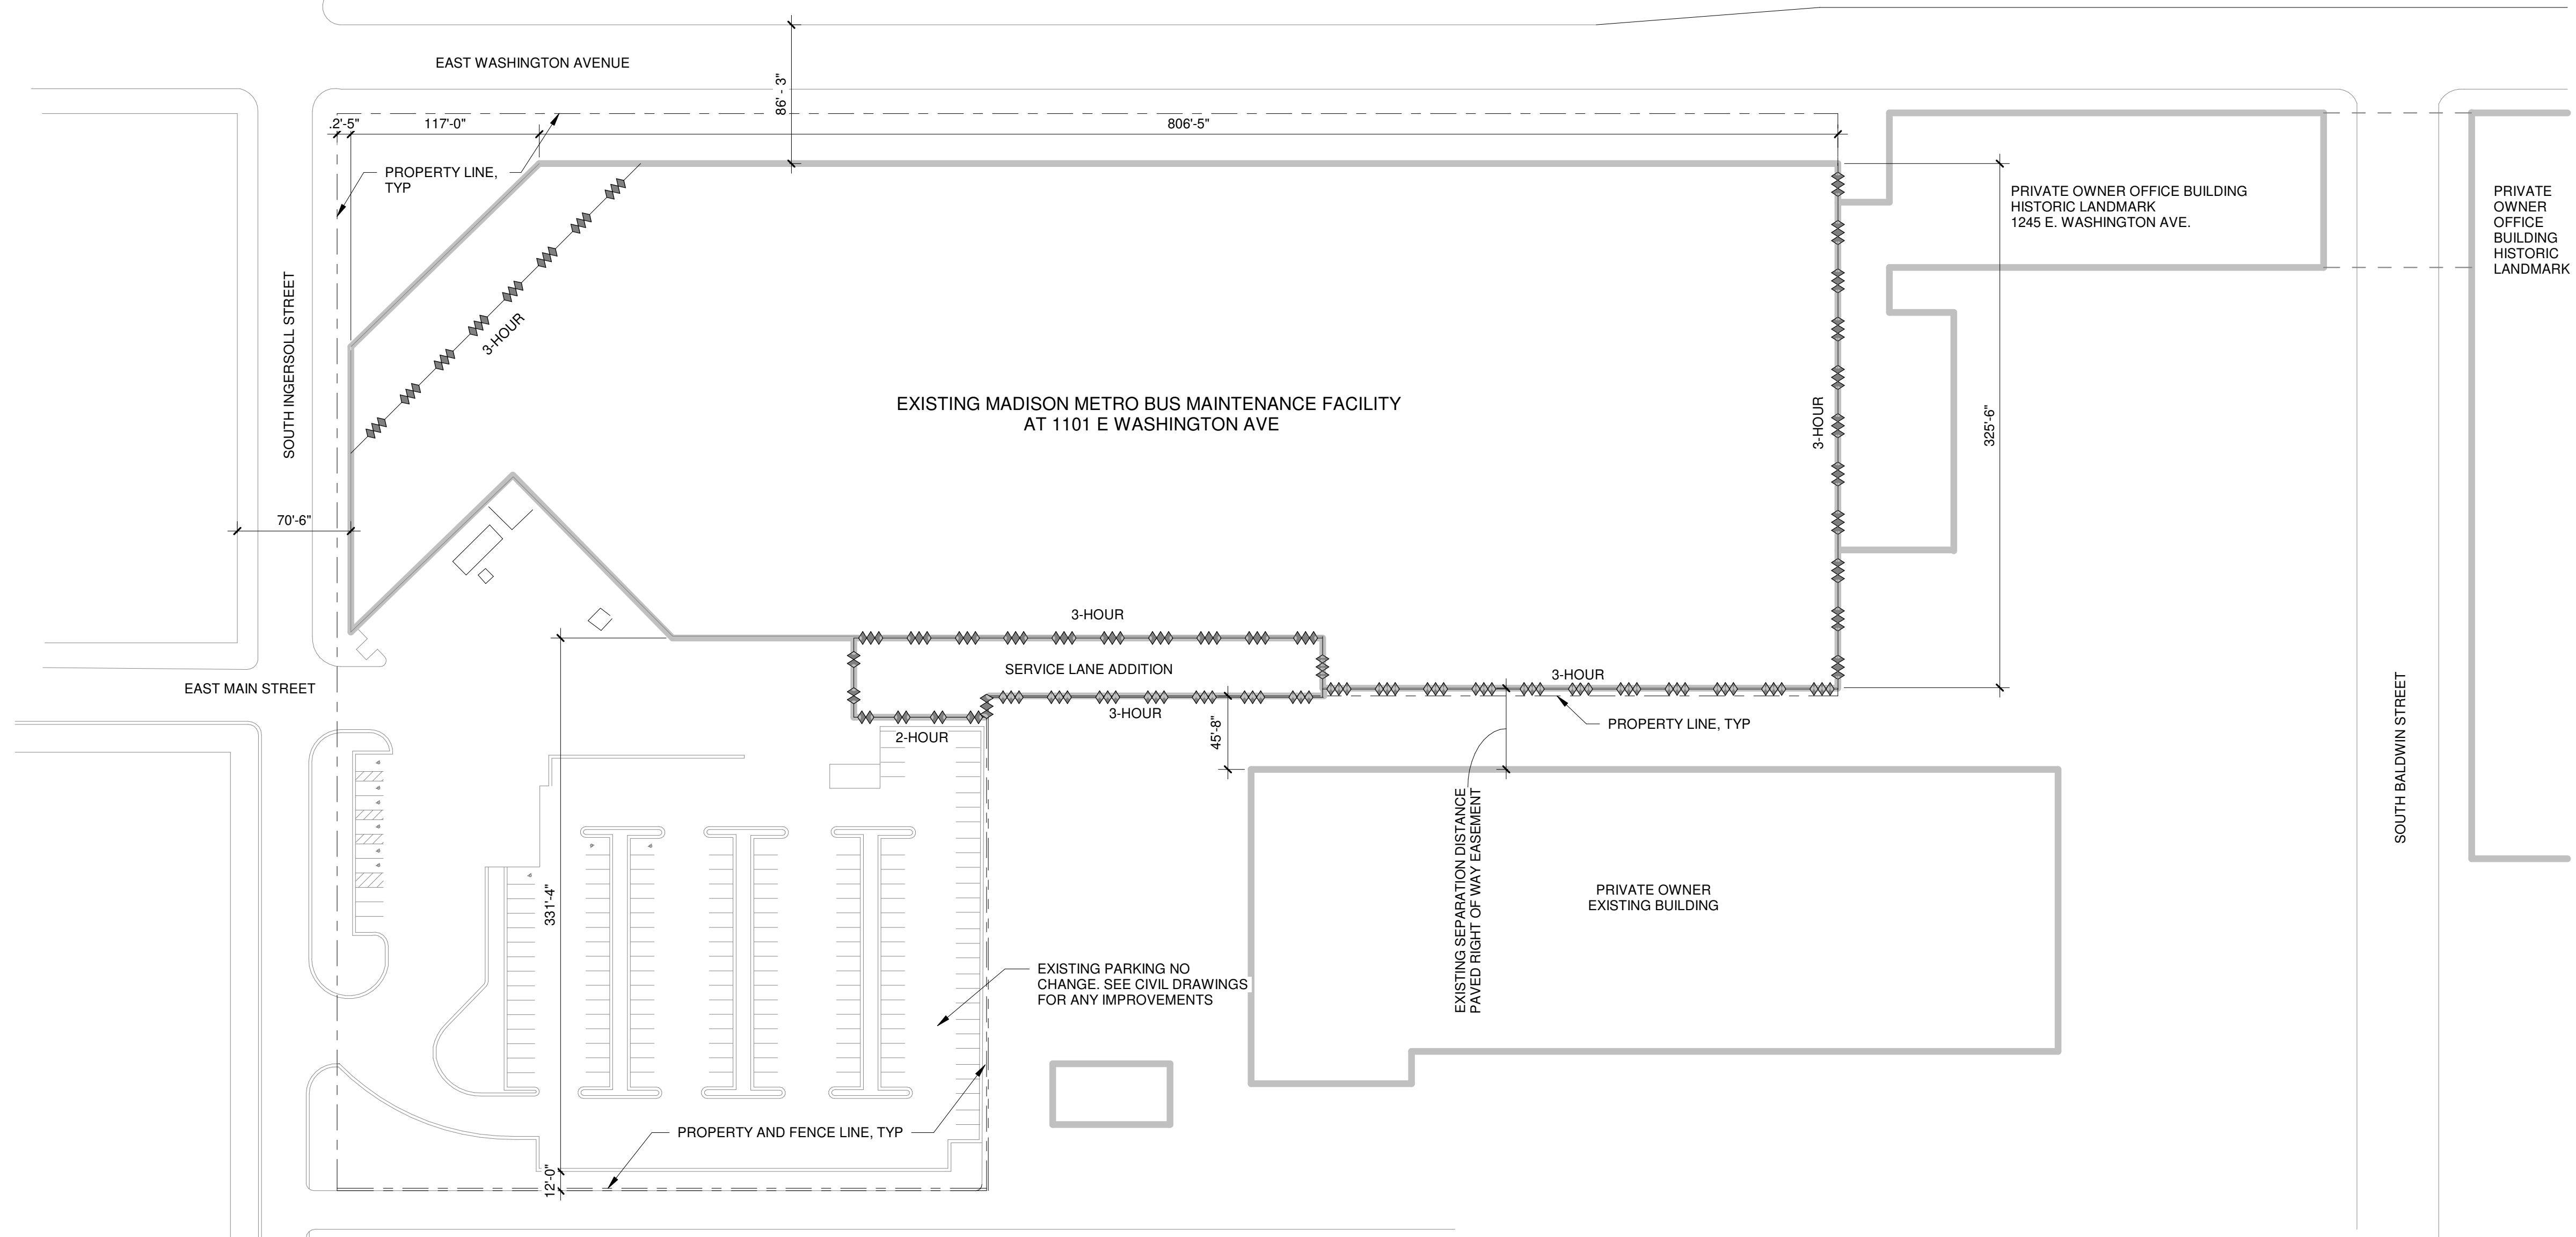 EAST WASHINGTON AVENUE
86' - 3"
.2'-5"
117'-0"
806'-5"
PROPERTY LINE,
TYP
PRIVATE OWNER OFFICE BUILDING
HISTORIC LANDMARK
1245 E. WASHINGTON AVE.
PRIVATE
OWNER
OFFICE
BUILDING
HISTORIC
LANDMARK
SOUTH INGERSOLL STREET
3-HOUR
EXISTING MADISON METRO BUS MAINTENANCE FACILITY
AT 1101 E WASHINGTON AVE
3-HOUR
325'-6"
70'-6"
3-HOUR
SERVICE LANE ADDITION
3-HOUR
EAST MAIN STREET
3-HOUR
2-HOUR
45'-8"
PROPERTY LINE, TYP
SOUTH BALDWIN STREET
EXISTING SEPARATION DISTANCE
PAVED RIGHT OF WAY EASEMENT
PRIVATE OWNER
EXISTING BUILDING
331'-4"
EXISTING PARKING NO
CHANGE. SEE CIVIL DRAWINGS
FOR ANY IMPROVEMENTS
PROPERTY AND FENCE LINE, TYP
12'-0"